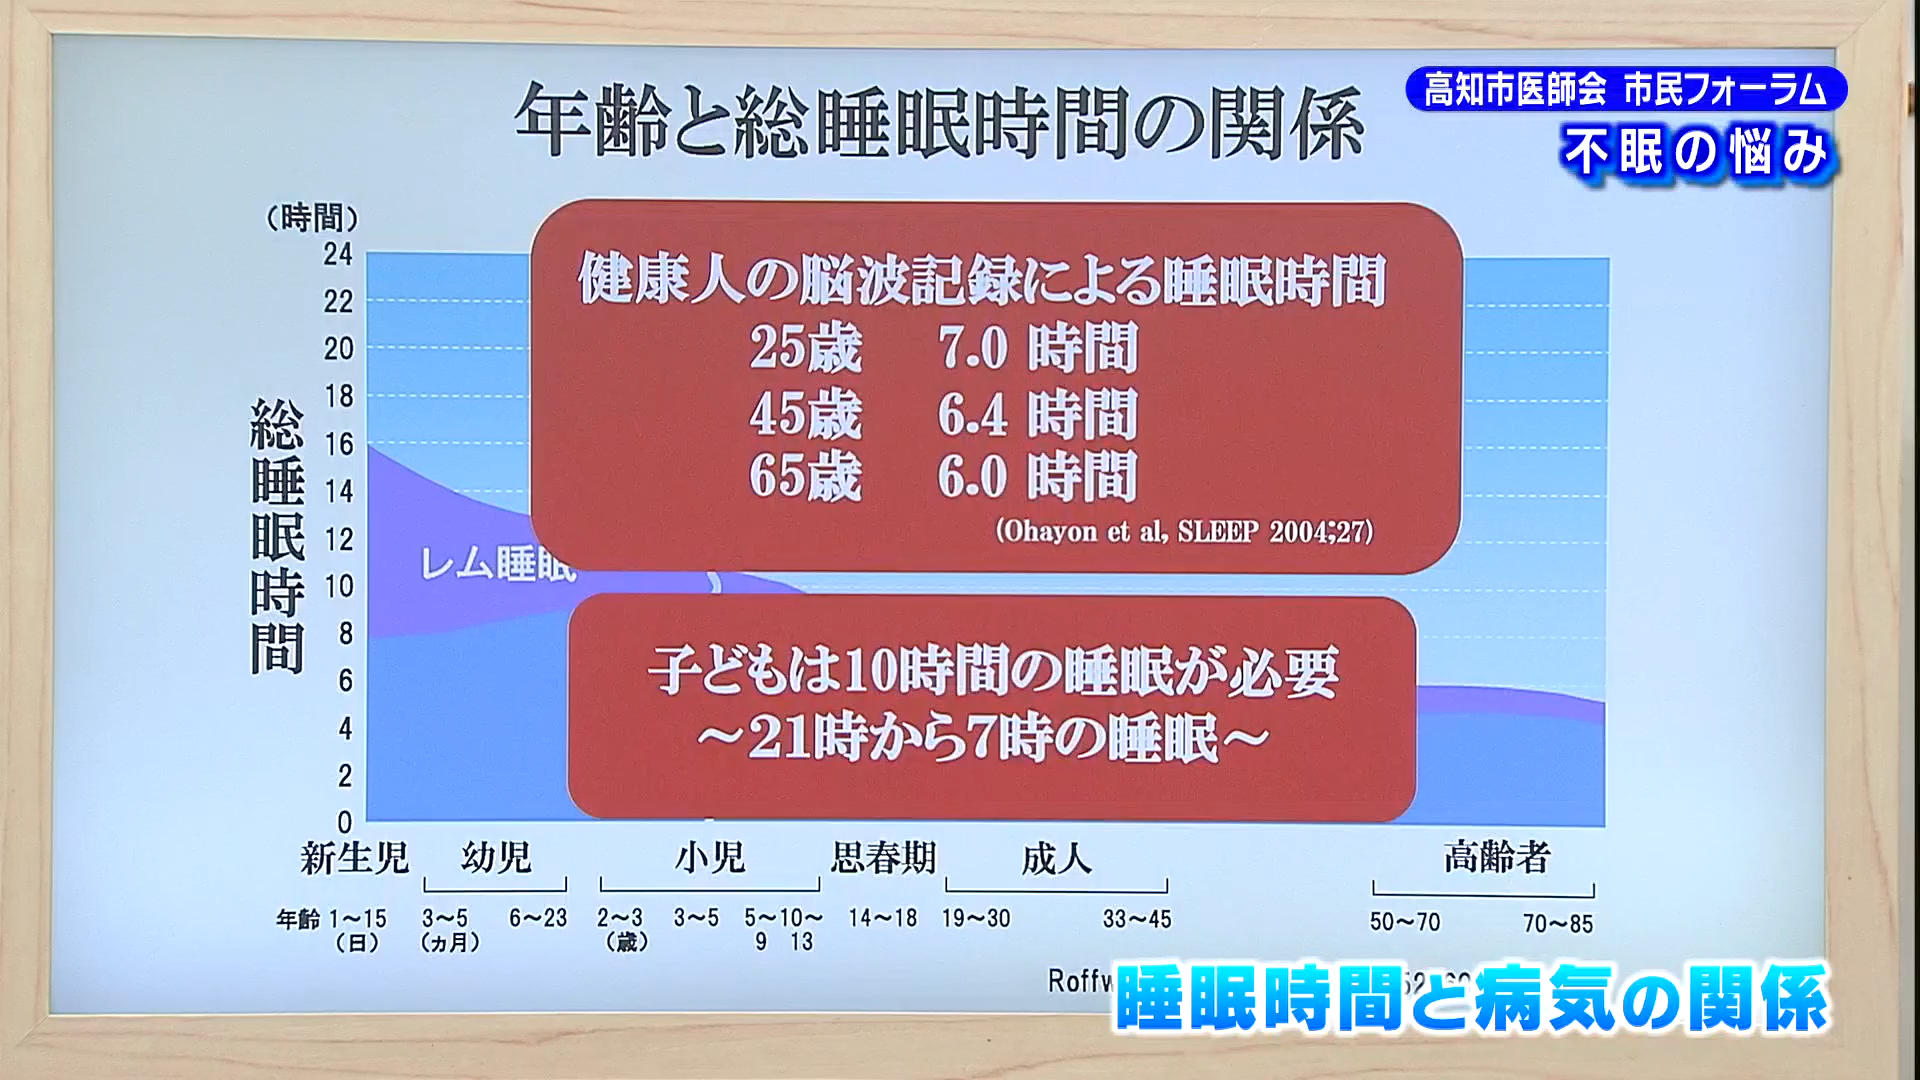 高知市医師会 市民フォーラム
不眠の悩み
年齢と総睡眠時間の関係
（時間）
24
22
20
18
16
14
12
10
8
6
4
2
0
総睡眠時間
健康人の脳波記録による睡眠時間
25歳 7.0 時間
45歳 6.4 時間
65歳 6.0 時間
(Ohayon et al, SLEEP 2004;27)
レム睡眠
子どもは10時間の睡眠が必要
～21時から7時の睡眠～
新生児 幼児 小児 思春期 成人 高齢者
年齢 1～15 3～5 6～23 2～3 3～5 5～10～ 14～18 19～30 33～45 50～70 70～85
（日） （ヵ月） （歳） 9 13
睡眠時間と病気の関係